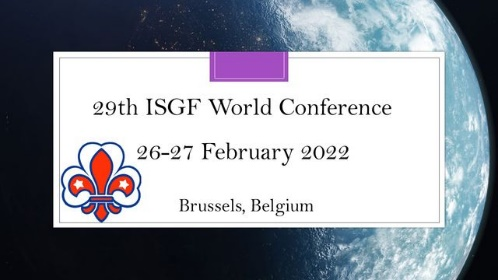 29th ISGF World Conference
26-27 February 2022
Brussels, Belgium